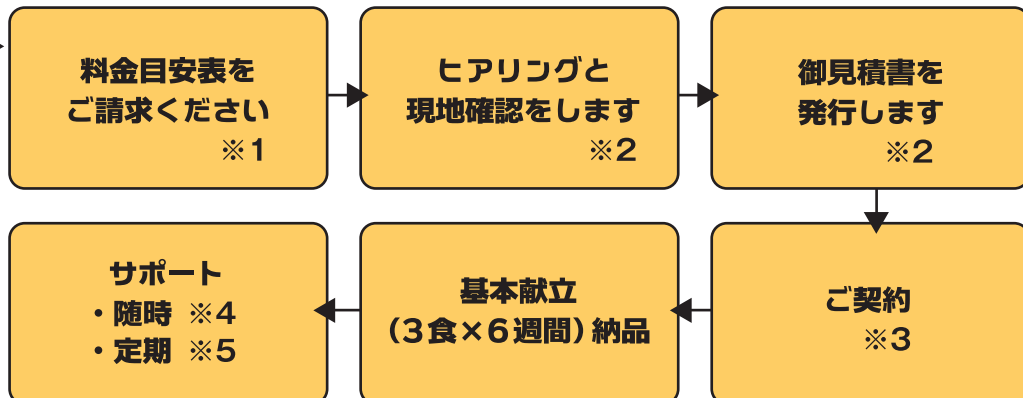 料金目安表を
ご請求ください
※1
ヒアリングと
現地確認をします
※2
御見積書を
発行します
※2
ご契約
※3
基本献立
(3食×6週間)納品
サポート
・随時 ※4
・定期 ※5